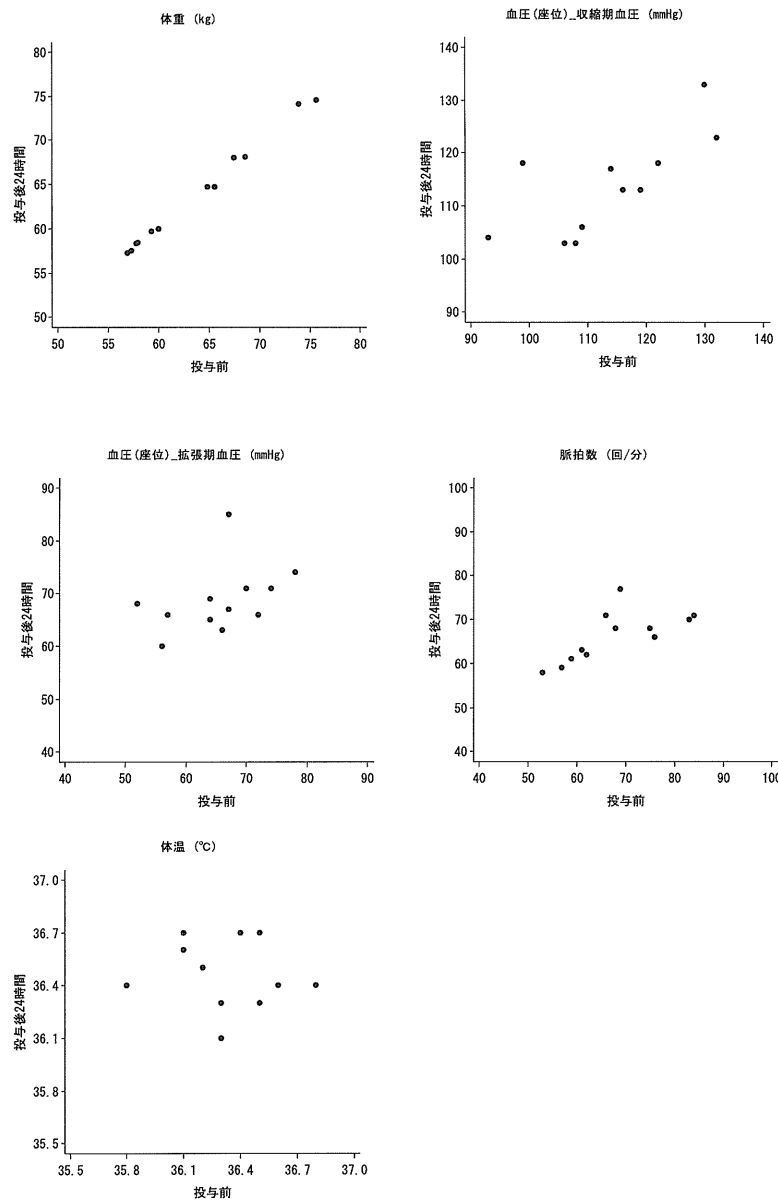 体重 (kg)
80
75
70
65
60
55
50
投与後24時間
50 55 60 65 70 75 80
投与前
血圧(座位)_収縮期血圧 (mmHg)
140
130
120
110
100
90
投与後24時間
90 100 110 120 130 140
投与前
血圧(座位)_拡張期血圧 (mmHg)
90
80
70
60
50
40
投与後24時間
40 50 60 70 80 90
投与前
脈拍数 (回/分)
100
90
80
70
60
50
40
投与後24時間
40 50 60 70 80 90 100
投与前
体温 (℃)
37.0
36.7
36.4
36.1
35.8
35.5
投与後24時間
35.5 35.8 36.1 36.4 36.7 37.0
投与前